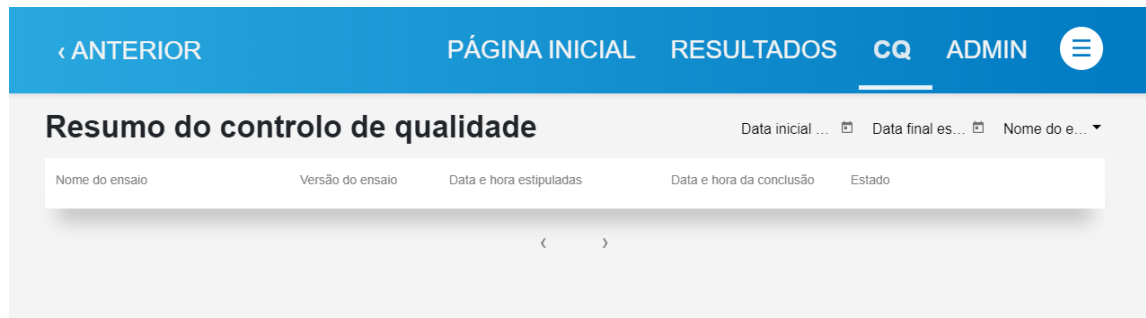 ‹ ANTERIOR PÁGINA INICIAL RESULTADOS CQ ADMIN
Resumo do controlo de qualidade Data inicial ... Data final es... Nome do e...
Nome do ensaio Versão do ensaio Data e hora estipuladas Data e hora da conclusão Estado
‹ ›